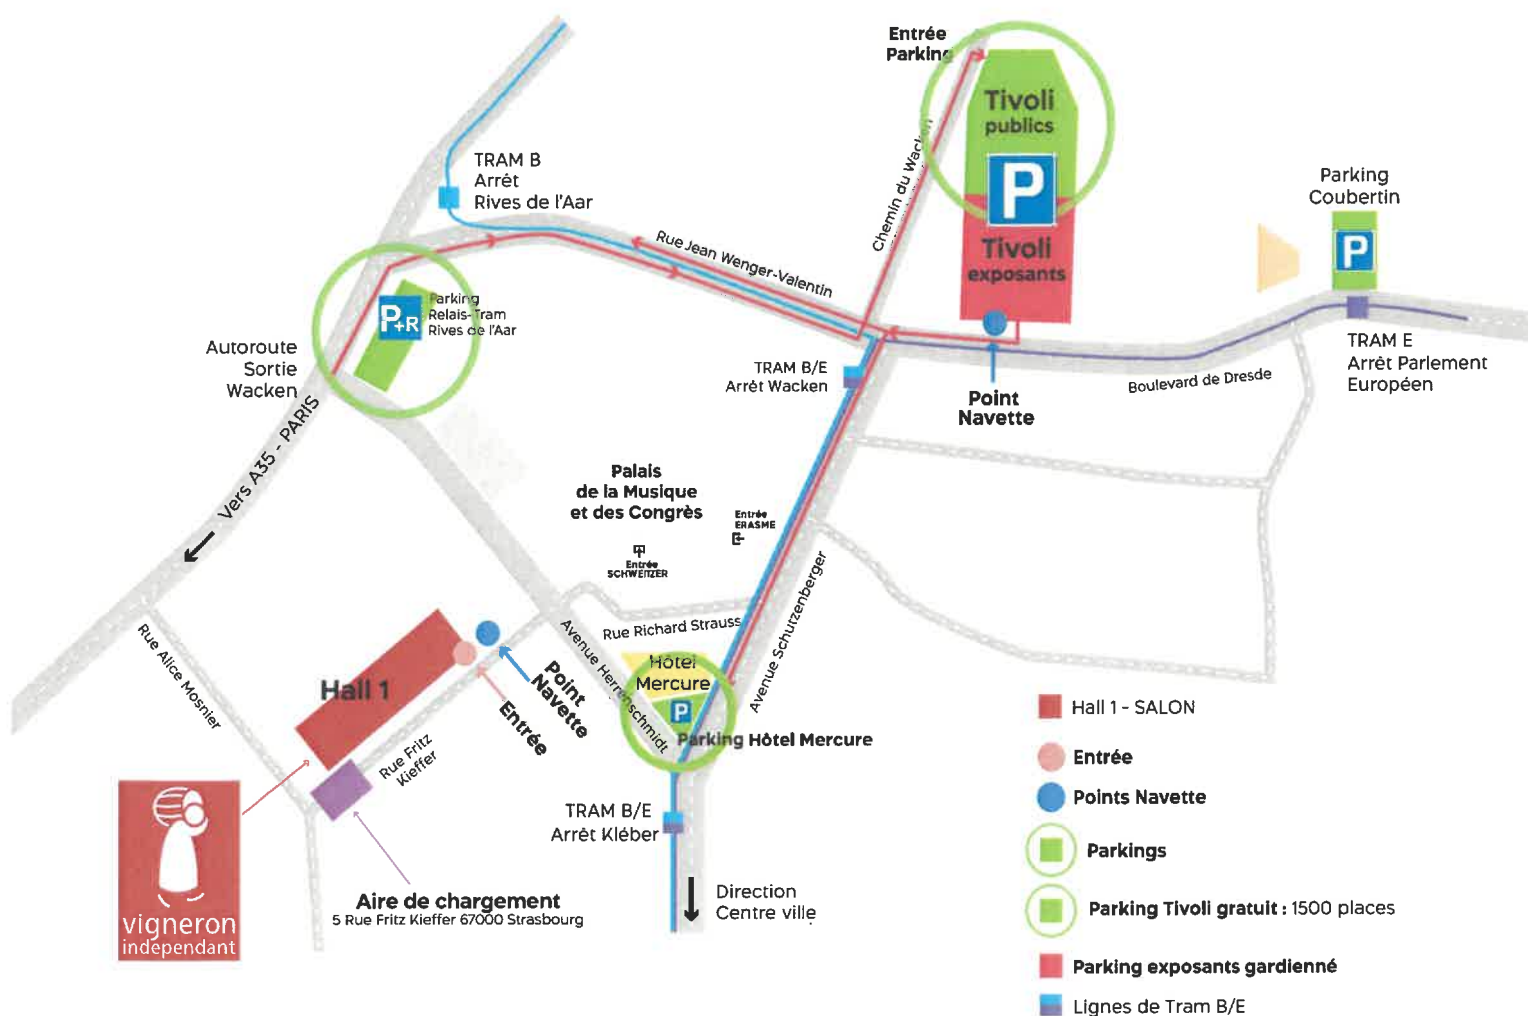 Entrée
Parking
Tivoli
publics
P
Tivoli
exposants
Chemin du Wacken
TRAM B
Arrêt
Rives de l'Aar
Rue Jean Wenger-Valentin
Parking
Coubertin
P
P+R
Parking
Relais-Tram
Rives de l'Aar
Autoroute
Sortie
Wacken
TRAM B/E
Arrêt Wacken
Point
Navette
Boulevard de Dresde
TRAM E
Arrêt Parlement
Européen
Vers A35 - PARIS
Palais
de la Musique
et des Congrès
Entrée
ERASME
Entrée
SCHWEITZER
Rue Richard Strauss
Avenue Schutzenberger
Avenue Herrenschmidt
Rue Alice Mosnier
Hall 1
Point
Navette
Entrée
Rue Fritz
Kieffer
Hôtel
Mercure
P
Parking Hôtel Mercure
TRAM B/E
Arrêt Kléber
Direction
Centre ville
Aire de chargement
5 Rue Fritz Kieffer 67000 Strasbourg
vigneron
indépendant
Hall 1 - SALON
Entrée
Points Navette
Parkings
Parking Tivoli gratuit : 1500 places
Parking exposants gardienné
Lignes de Tram B/E